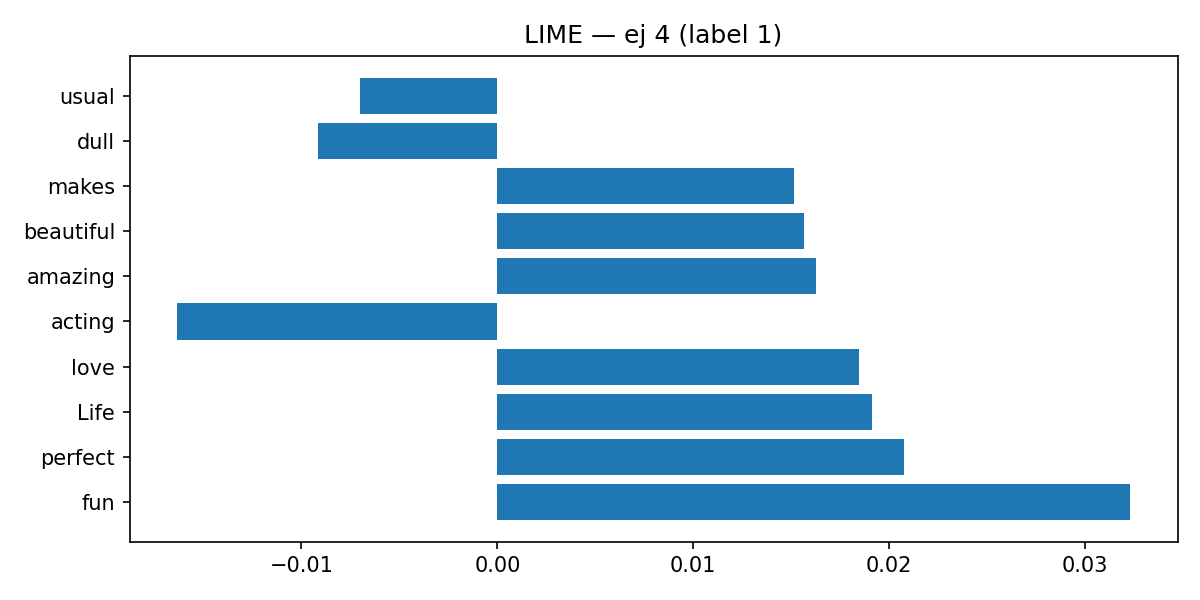 LIME — ej 4 (label 1)
usual
dull
makes
beautiful
amazing
acting
love
Life
perfect
fun
−0.01 0.00 0.01 0.02 0.03